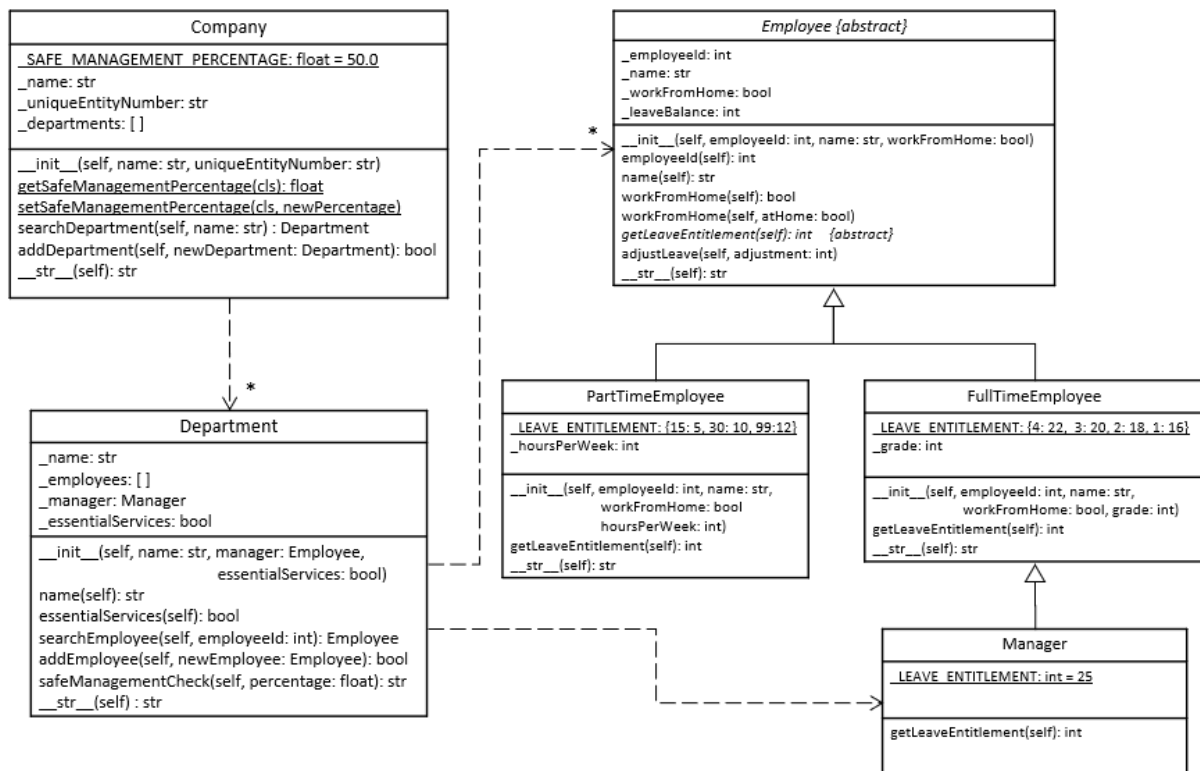 Company
_SAFE_MANAGEMENT_PERCENTAGE: float = 50.0
_name: str
_uniqueEntityNumber: str
_departments: [ ]
__init__(self, name: str, uniqueEntityNumber: str)
getSafeManagementPercentage(cls): float
setSafeManagementPercentage(cls, newPercentage)
searchDepartment(self, name: str) : Department
addDepartment(self, newDepartment: Department): bool
__str__(self): str
*
Department
_name: str
_employees: [ ]
_manager: Manager
_essentialServices: bool
__init__(self, name: str, manager: Employee,
essentialServices: bool)
name(self): str
essentialServices(self): bool
searchEmployee(self, employeeId: int): Employee
addEmployee(self, newEmployee: Employee): bool
safeManagementCheck(self, percentage: float): str
__str__(self) : str
*
Employee {abstract}
_employeeId: int
_name: str
_workFromHome: bool
_leaveBalance: int
__init__(self, employeeId: int, name: str, workFromHome: bool)
employeeId(self): int
name(self): str
workFromHome(self): bool
workFromHome(self, atHome: bool)
getLeaveEntitlement(self): int {abstract}
adjustLeave(self, adjustment: int)
__str__(self): str
PartTimeEmployee
_LEAVE_ENTITLEMENT: {15: 5, 30: 10, 99:12}
_hoursPerWeek: int
__init__(self, employeeId: int, name: str,
workFromHome: bool
hoursPerWeek: int)
getLeaveEntitlement(self): int
__str__(self): str
FullTimeEmployee
_LEAVE_ENTITLEMENT: {4: 22, 3: 20, 2: 18, 1: 16}
_grade: int
__init__(self, employeeId: int, name: str,
workFromHome: bool, grade: int)
getLeaveEntitlement(self): int
__str__(self): str
Manager
_LEAVE_ENTITLEMENT: int = 25
getLeaveEntitlement(self): int